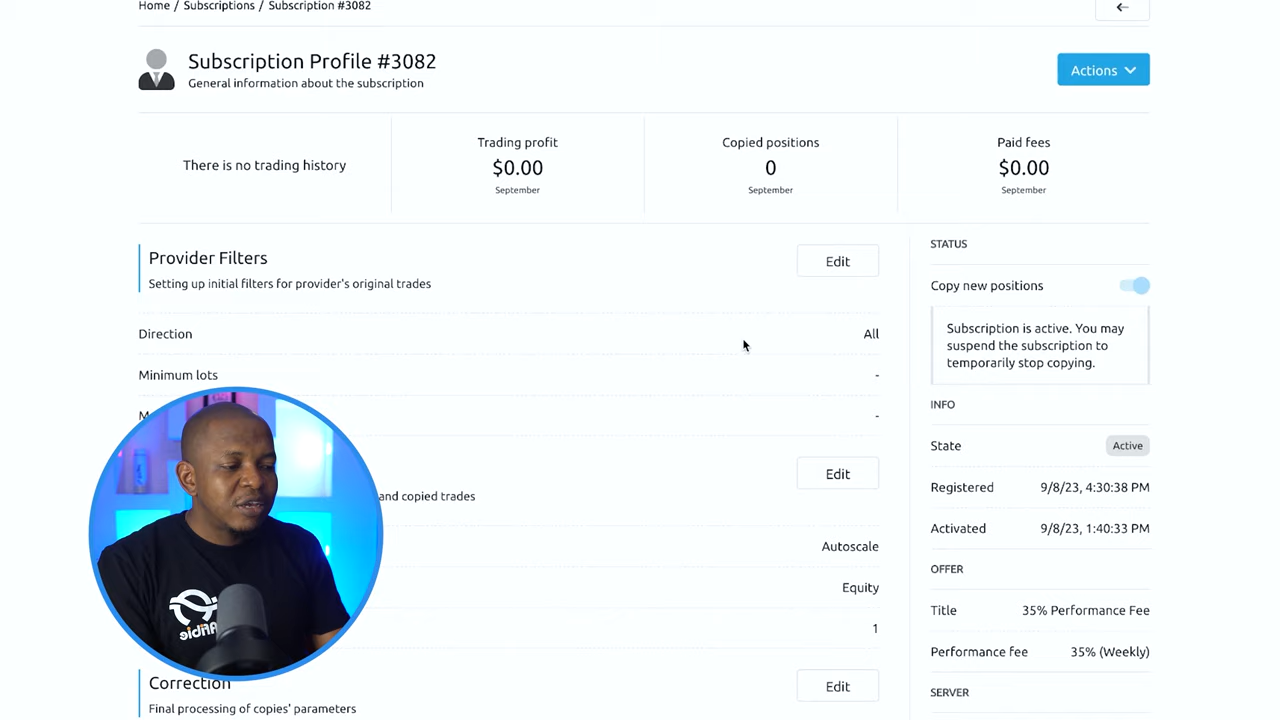 Home / Subscriptions / Subscription #3082
Subscription Profile #3082
General information about the subscription
Actions
There is no trading history
Trading profit
$0.00
September
Copied positions
0
September
Paid fees
$0.00
September
Provider Filters
Edit
Setting up initial filters for provider's original trades
Direction
All
Minimum lots
-
-
Edit
and copied trades
Autoscale
Equity
1
Correction
Edit
Final processing of copies' parameters
STATUS
Copy new positions
Subscription is active. You may
suspend the subscription to
temporarily stop copying.
INFO
State
Active
Registered
9/8/23, 4:30:38 PM
Activated
9/8/23, 1:40:33 PM
OFFER
Title
35% Performance Fee
Performance fee
35% (Weekly)
SERVER